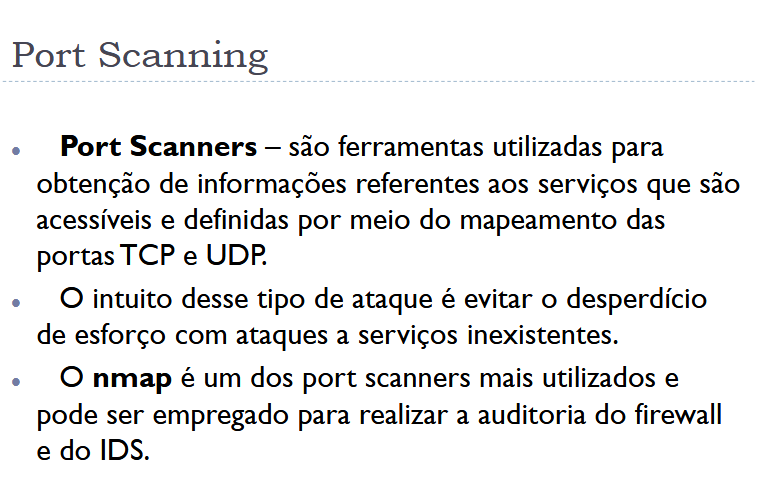 Port Scanning
• Port Scanners – são ferramentas utilizadas para
obtenção de informações referentes aos serviços que são
acessíveis e definidas por meio do mapeamento das
portas TCP e UDP.
• O intuito desse tipo de ataque é evitar o desperdício
de esforço com ataques a serviços inexistentes.
• O nmap é um dos port scanners mais utilizados e
pode ser empregado para realizar a auditoria do firewall
e do IDS.